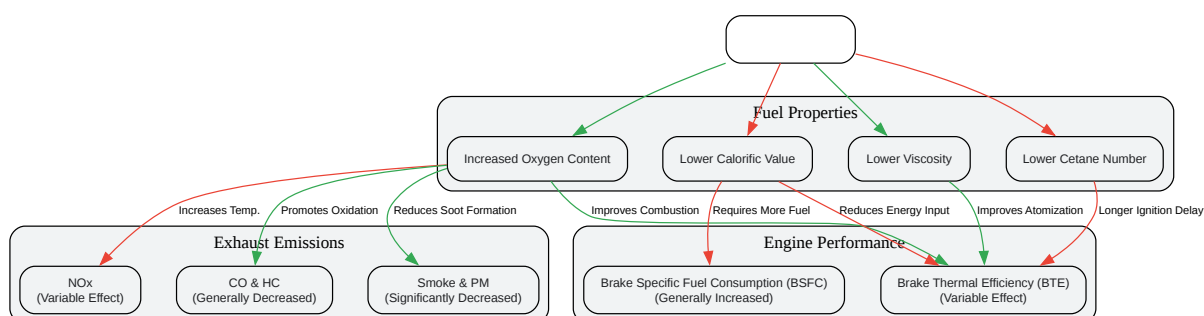 Fuel Properties
Increased Oxygen Content
Lower Calorific Value
Lower Viscosity
Lower Cetane Number
Increases Temp.
Promotes Oxidation
Reduces Soot Formation
Improves Combustion
Requires More Fuel
Reduces Energy Input
Improves Atomization
Longer Ignition Delay
Exhaust Emissions
Engine Performance
NOx
(Variable Effect)
CO & HC
(Generally Decreased)
Smoke & PM
(Significantly Decreased)
Brake Specific Fuel Consumption (BSFC)
(Generally Increased)
Brake Thermal Efficiency (BTE)
(Variable Effect)